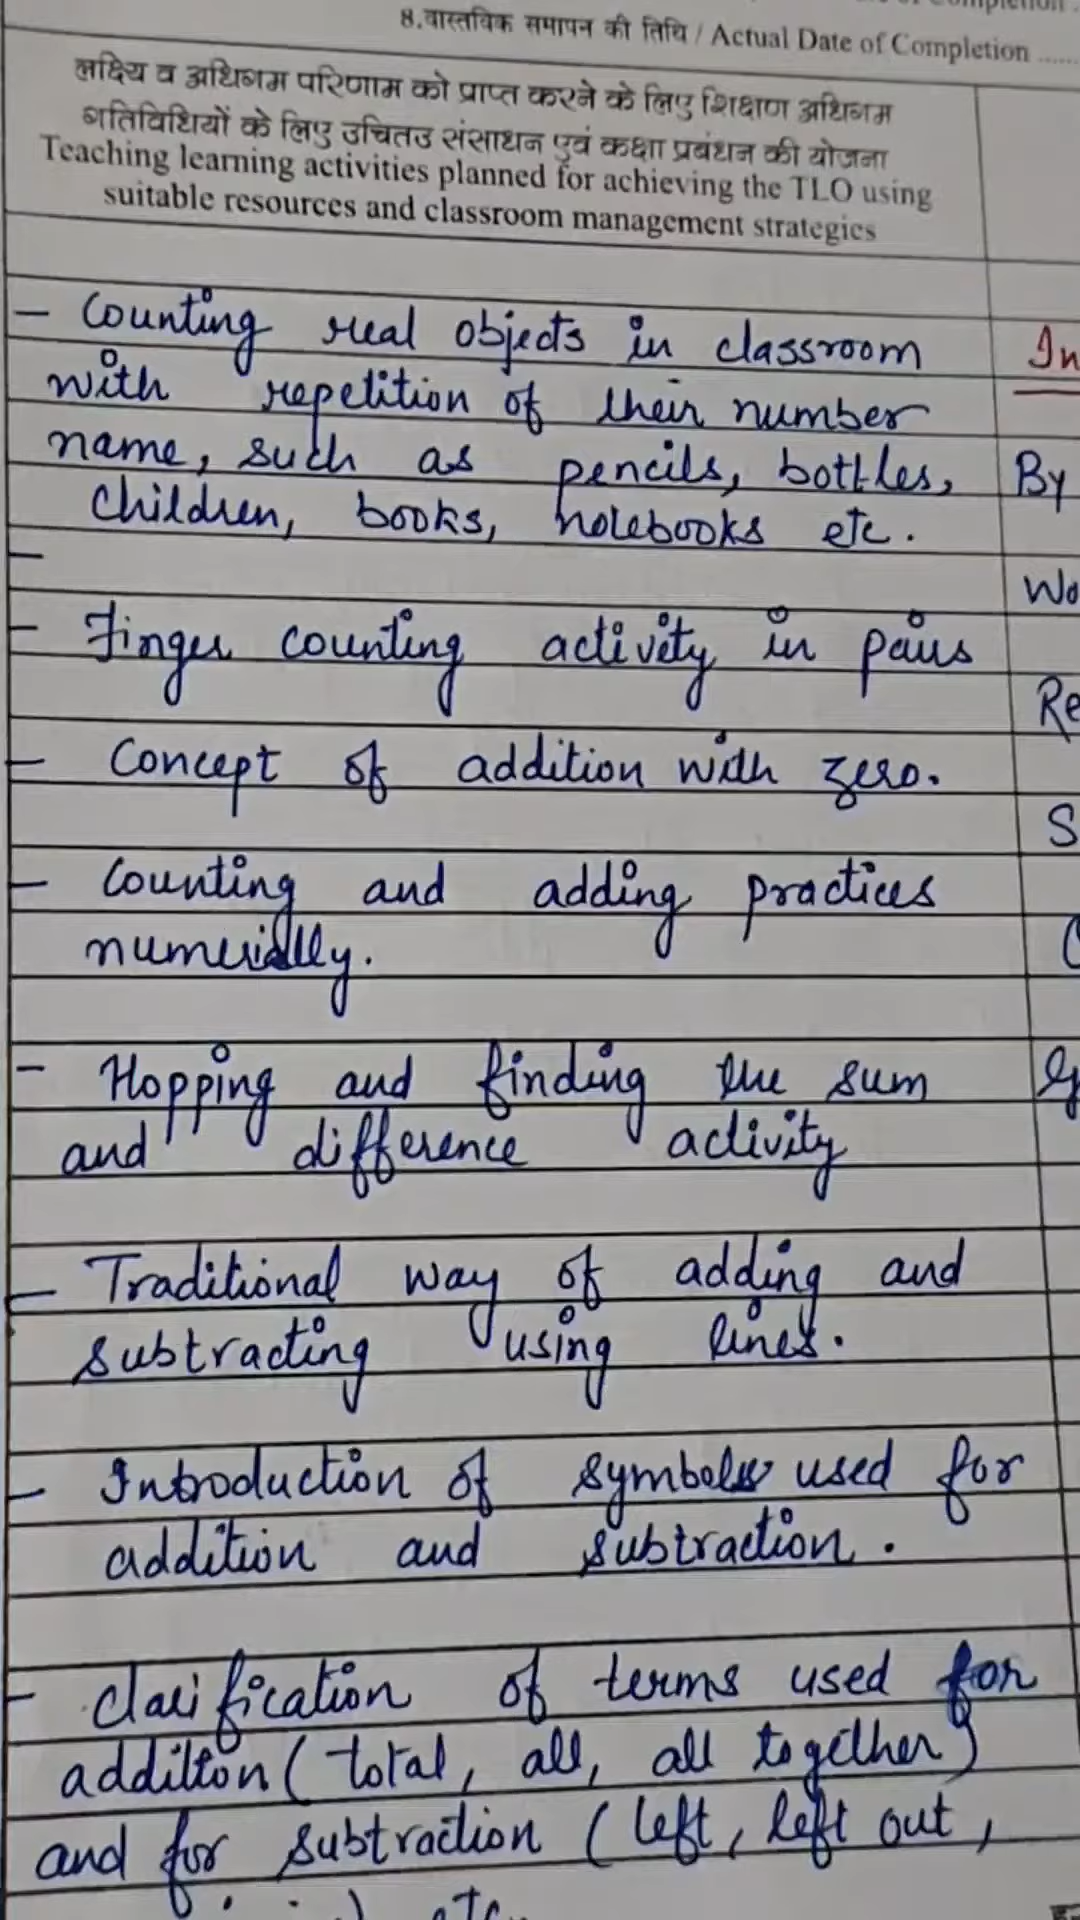 8.वास्तविक समापन की तिथि / Actual Date of Completion ......
लक्ष्यि व अधिगम परिणाम को प्राप्त करने के लिए शिक्षण अधिगम
गतिविधियों के लिए उचितउ संसाधन एवं कक्षा प्रबंधन की योजना
Teaching learning activities planned for achieving the TLO using
suitable resources and classroom management strategies
- Counting real objects in classroom
In
with repetition of their number
name, such as pencils, bottles,
By
children, books, notebooks etc.
-
Wo
- Finger counting activity in pairs
Re
- Concept of addition with zero.
S
- Counting and adding practices
numerially.
- Hopping and finding the sum
and difference activity
- Traditional way of adding and
subtracting using lines.
- Introduction of symbols used for
addition and subtraction.
- Clarification of terms used for
addition (total, all, all together)
and for subtraction (left, left out,
etc